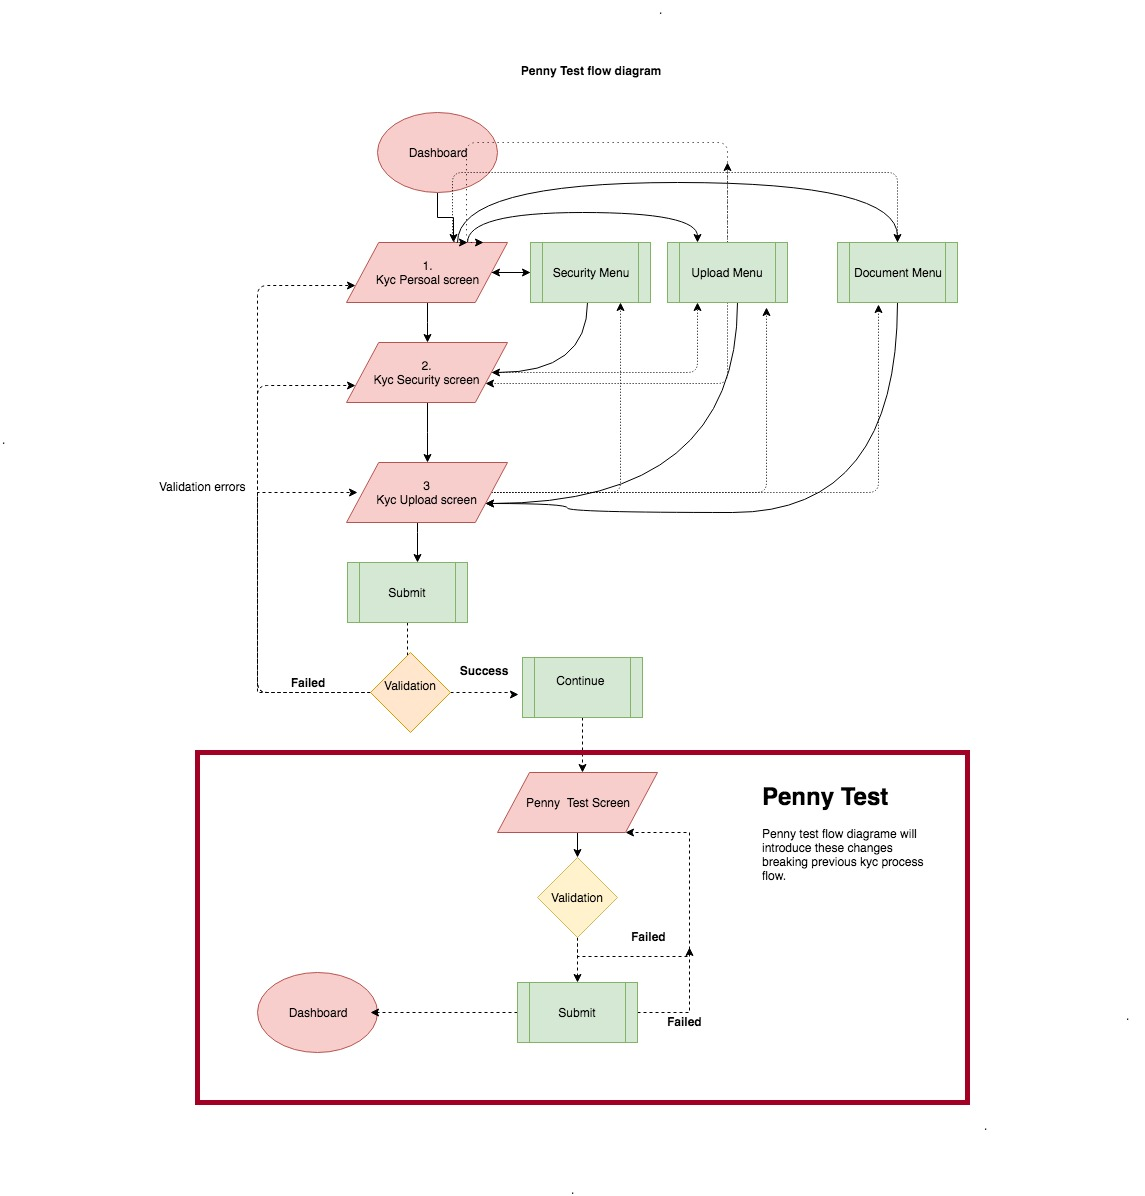 Penny Test flow diagram
Dashboard
1.
Kyc Persoal screen
Security Menu
Upload Menu
Document Menu
2.
Kyc Security screen
Validation errors
3
Kyc Upload screen
Submit
Failed
Validation
Success
Continue
Penny Test Screen
Penny Test
Penny test flow diagrame will
introduce these changes
breaking previous kyc process
flow.
Validation
Failed
Dashboard
Submit
Failed